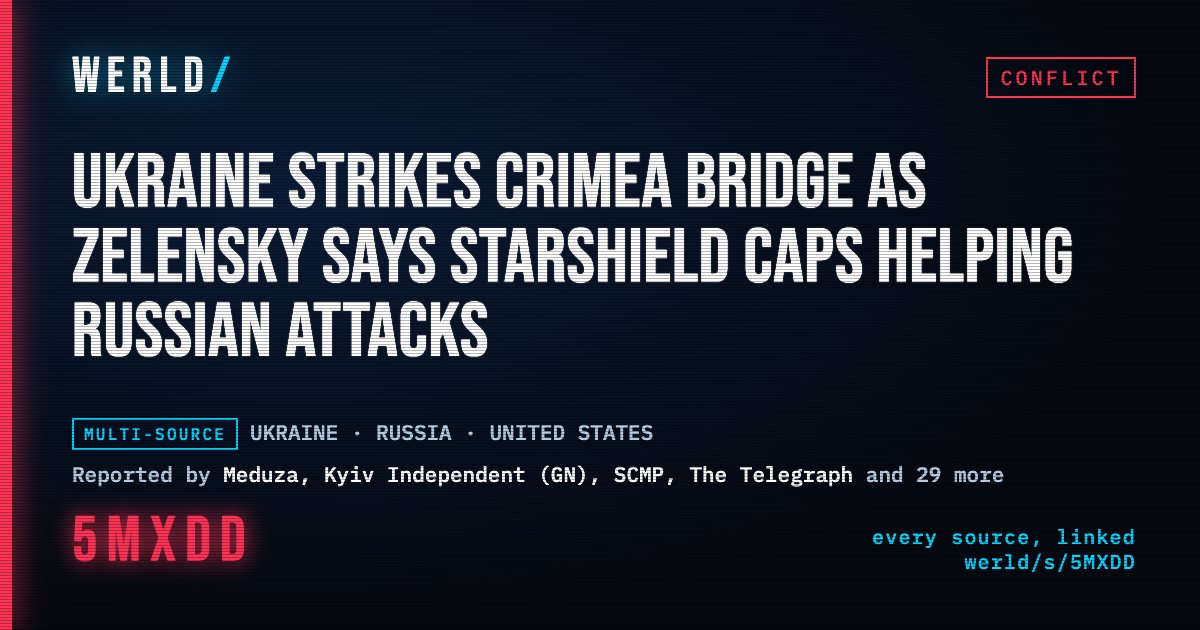 WERLD/
CONFLICT
UKRAINE STRIKES CRIMEA BRIDGE AS
ZELENSKY SAYS STARSHIELD CAPS HELPING
RUSSIAN ATTACKS
MULTI-SOURCE UKRAINE · RUSSIA · UNITED STATES
Reported by Meduza, Kyiv Independent (GN), SCMP, The Telegraph and 29 more
5MXDD
every source, linked
werld/s/5MXDD